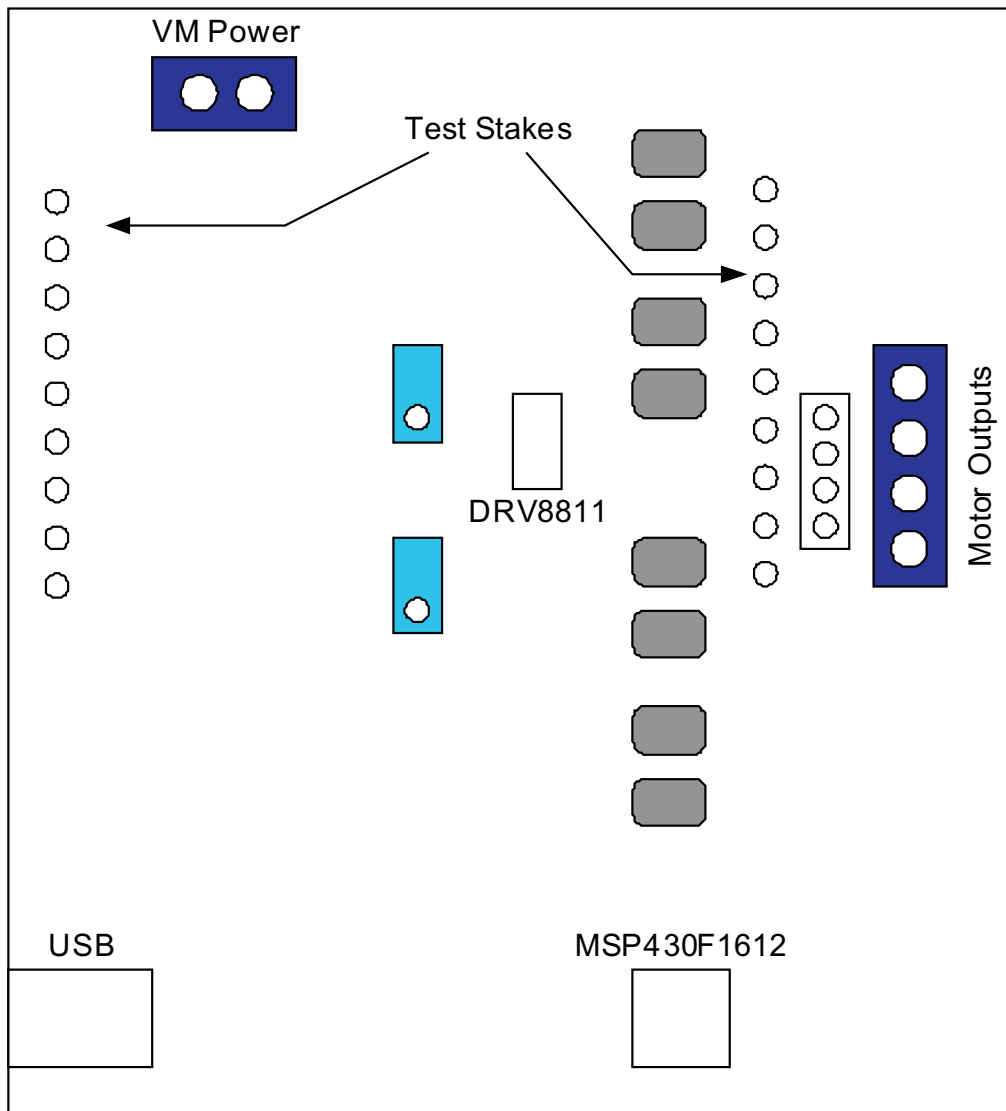 VM Power
Test Stakes
DRV8811
Motor Outputs
USB
MSP430F1612